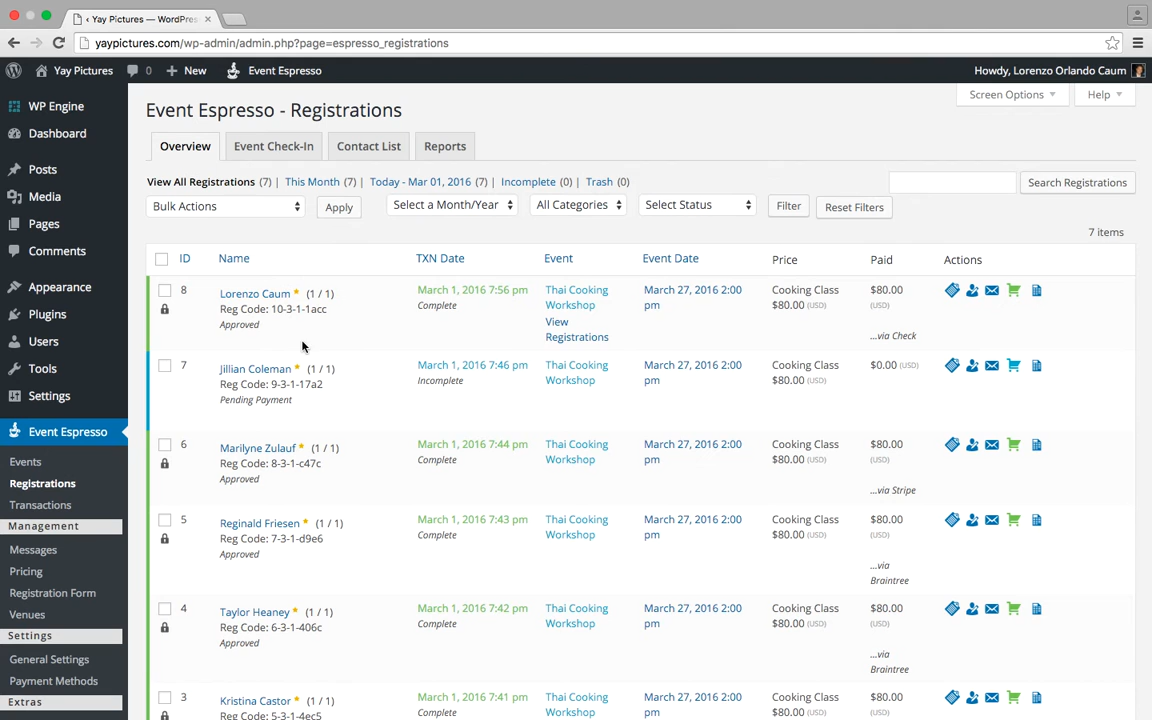 ‹ Yay Pictures — WordPres
yaypictures.com/wp-admin/admin.php?page=espresso_registrations
Yay Pictures 0 New Event Espresso Howdy, Lorenzo Orlando Caum
WP Engine
Dashboard
Posts
Media
Pages
Comments
Appearance
Plugins
Users
Tools
Settings
Event Espresso
Events
Registrations
Transactions
Management
Messages
Pricing
Registration Form
Venues
Settings
General Settings
Payment Methods
Extras
Screen Options Help
Event Espresso - Registrations
Overview Event Check-In Contact List Reports
View All Registrations (7) | This Month (7) | Today - Mar 01, 2016 (7) | Incomplete (0) | Trash (0)
Search Registrations
Bulk Actions Apply Select a Month/Year All Categories Select Status Filter Reset Filters
7 items
ID Name TXN Date Event Event Date Price Paid Actions
8 Lorenzo Caum * (1 / 1) March 1, 2016 7:56 pm Thai Cooking March 27, 2016 2:00 Cooking Class $80.00
Reg Code: 10-3-1-1acc Complete Workshop pm $80.00 (USD) (USD)
Approved View
Registrations ...via Check
7 Jillian Coleman * (1 / 1) March 1, 2016 7:46 pm Thai Cooking March 27, 2016 2:00 Cooking Class $0.00 (USD)
Reg Code: 9-3-1-17a2 Incomplete Workshop pm $80.00 (USD)
Pending Payment
6 Marilyne Zulauf * (1 / 1) March 1, 2016 7:44 pm Thai Cooking March 27, 2016 2:00 Cooking Class $80.00
Reg Code: 8-3-1-c47c Complete Workshop pm $80.00 (USD) (USD)
Approved ...via Stripe
5 Reginald Friesen * (1 / 1) March 1, 2016 7:43 pm Thai Cooking March 27, 2016 2:00 Cooking Class $80.00
Reg Code: 7-3-1-d9e6 Complete Workshop pm $80.00 (USD) (USD)
Approved ...via
Braintree
4 Taylor Heaney * (1 / 1) March 1, 2016 7:42 pm Thai Cooking March 27, 2016 2:00 Cooking Class $80.00
Reg Code: 6-3-1-406c Complete Workshop pm $80.00 (USD) (USD)
Approved ...via
Braintree
3 Kristina Castor * (1 / 1) March 1, 2016 7:41 pm Thai Cooking March 27, 2016 2:00 Cooking Class $80.00
Reg Code: 5-3-1-4ec5 Complete Workshop pm $80.00 (USD) (USD)